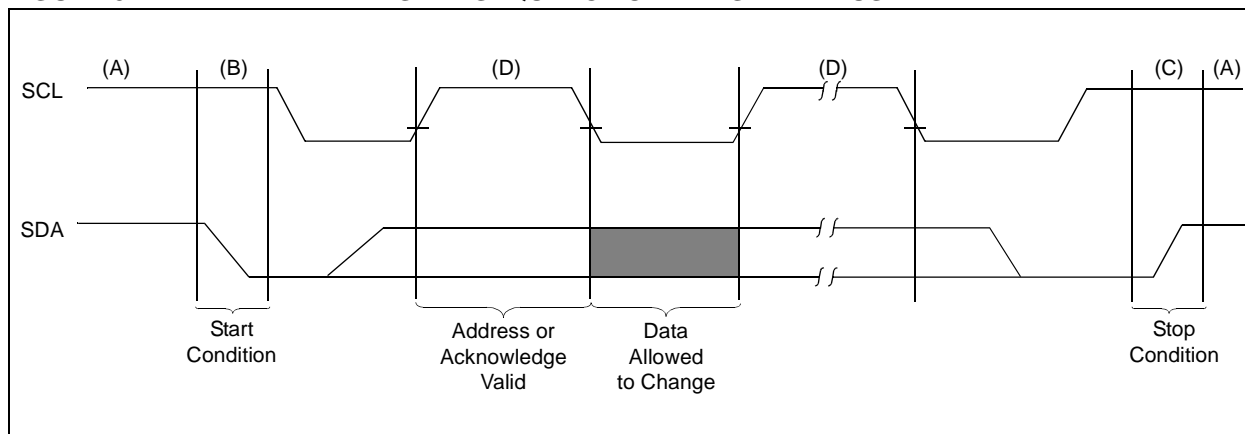 (A) (B) (D) (D) (C) (A)
SCL
SDA
Start
Condition
Address or
Acknowledge
Valid
Data
Allowed
to Change
Stop
Condition